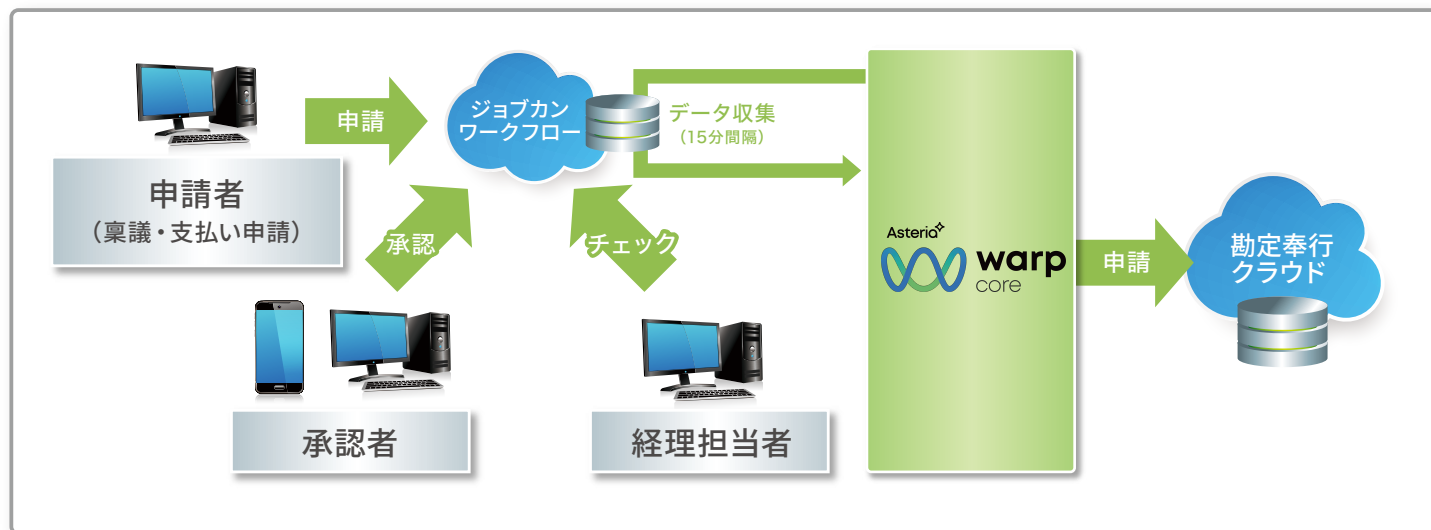 申請
ジョブカン
ワークフロー
データ収集
(15分間隔)
申請者
(稟議・支払い申請)
承認
チェック
Asteria
warp
core
申請
勘定奉行
クラウド
承認者
経理担当者